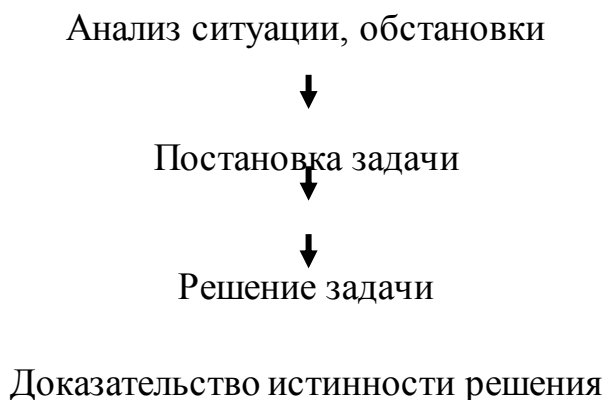 Анализ ситуации, обстановки
Постановка задачи
Решение задачи
Доказательство истинности решения